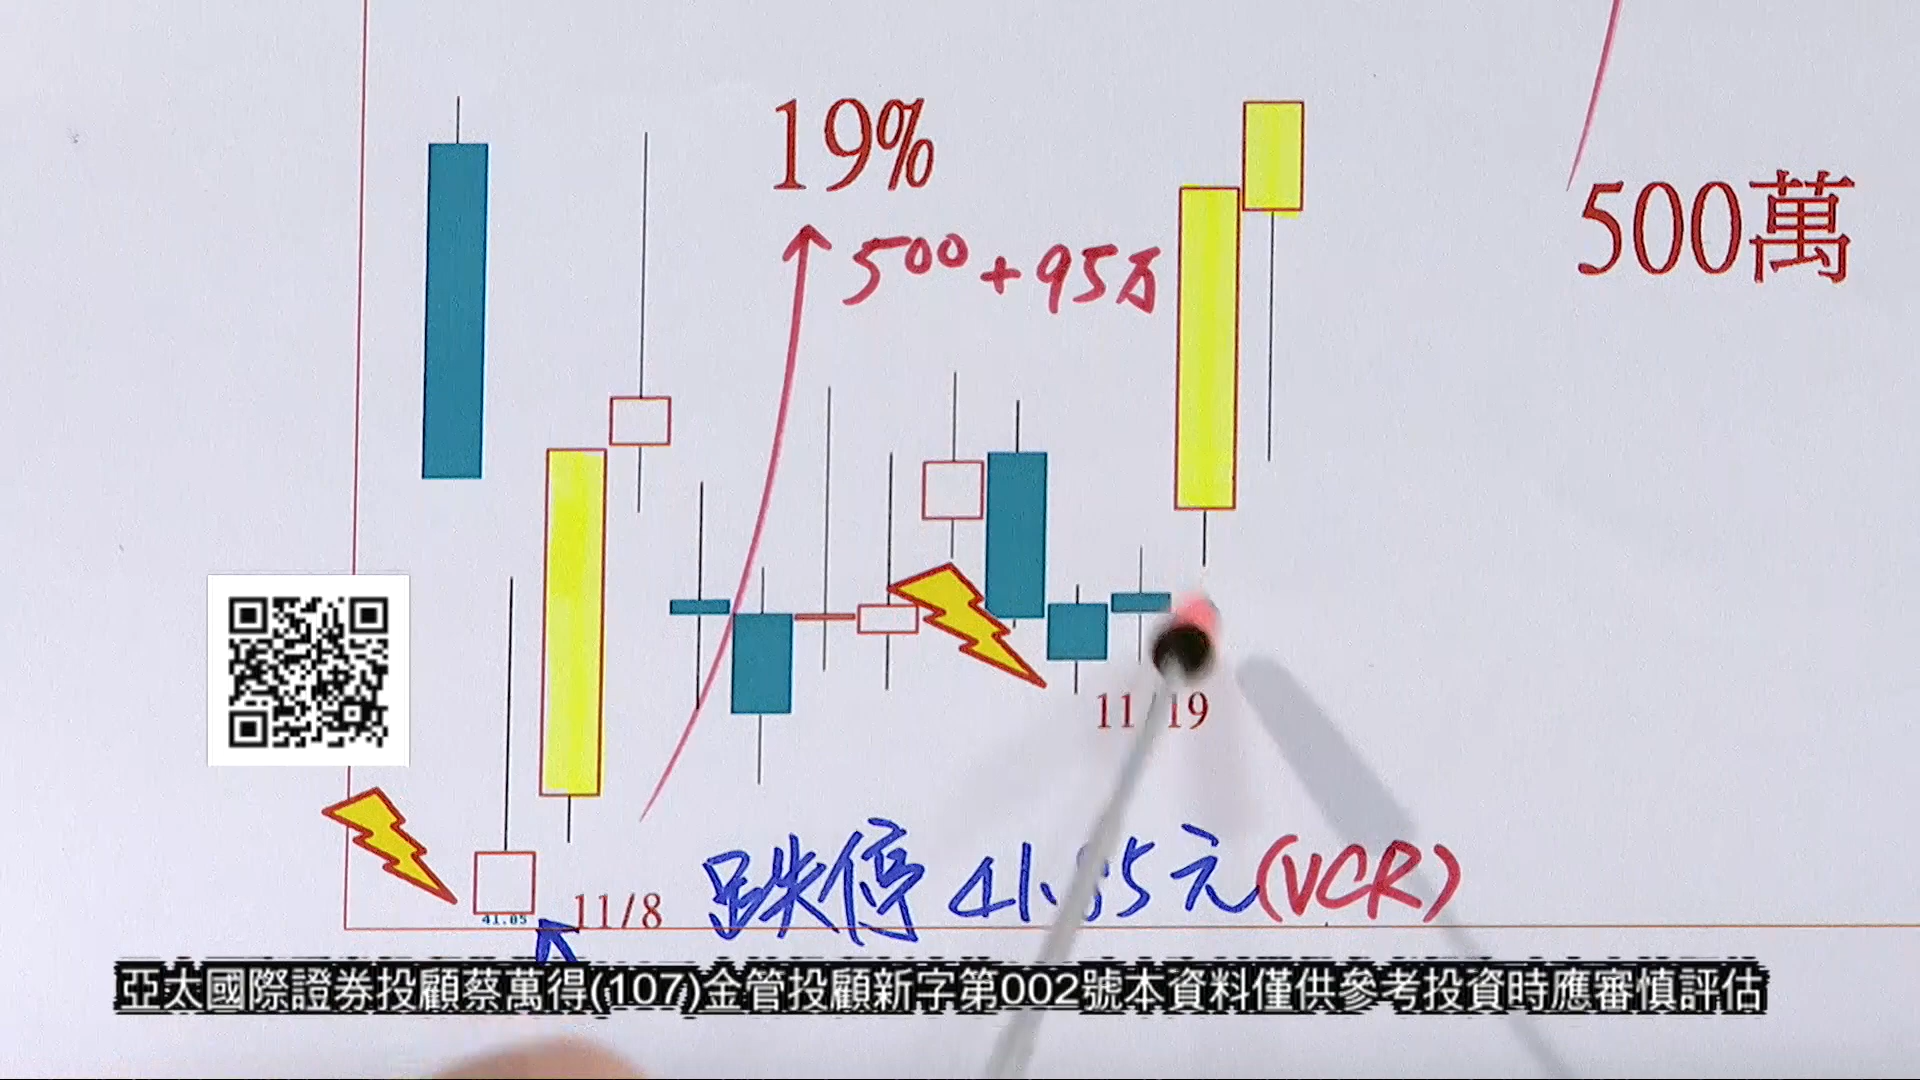 19%
500+95万
500萬
11/19
跌停 41.85元(VCR)
41.85
11/8
亞太國際證券投顧蔡萬得(107)金管投顧新字第002號本資料僅供參考投資時應審慎評估